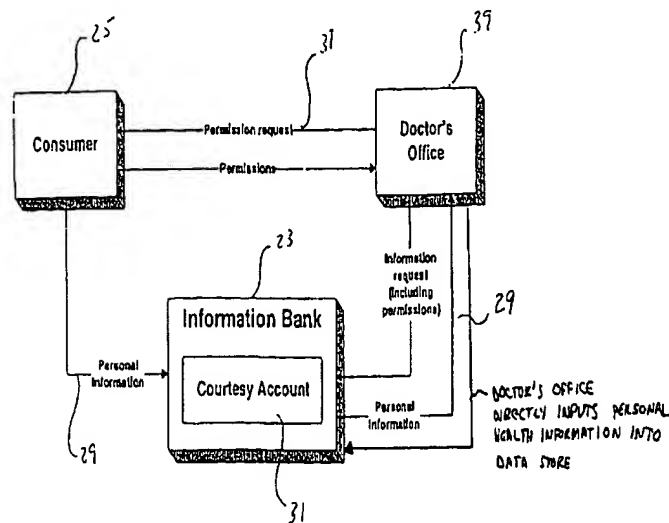 25
37
39
Consumer
Permission request
Doctor's
Office
Permissions
23
Information
request
(including
permissions)
29
Information Bank
Courtesy Account
Personal
Information
29
Personal
Information
31
DOCTOR'S OFFICE
DIRECTLY INPUTS PERSONAL
HEALTH INFORMATION INTO
DATA STORE